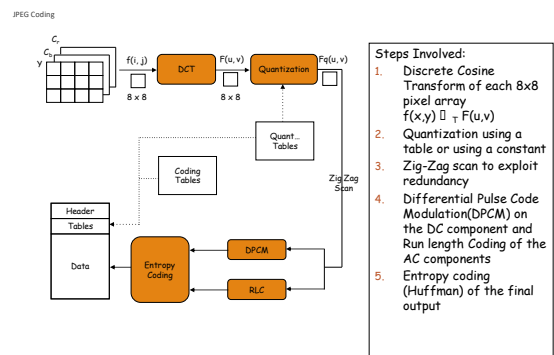 JPEG Coding
C_r
C_b
Y
f(i, j)
8 x 8
DCT
F(u, v)
8 x 8
Quantization
Fq(u, v)
Quant...
Tables
Coding
Tables
Zig Zag
Scan
Header
Tables
Data
Entropy
Coding
DPCM
RLC
Steps Involved:
1. Discrete Cosine
Transform of each 8x8
pixel array
f(x,y) ▯ T F(u,v)
2. Quantization using a
table or using a constant
3. Zig-Zag scan to exploit
redundancy
4. Differential Pulse Code
Modulation(DPCM) on
the DC component and
Run length Coding of the
AC components
5. Entropy coding
(Huffman) of the final
output